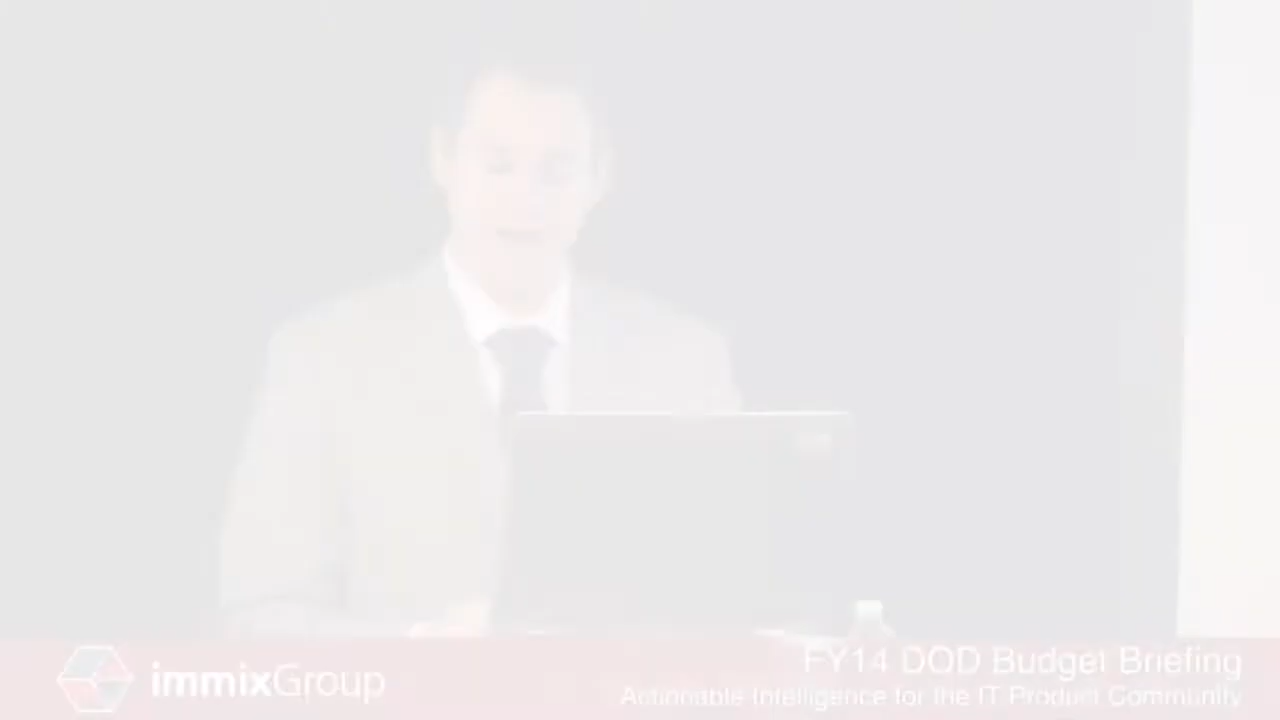 immixGroup
FY14 DOD Budget Briefing
Actionable Intelligence for the IT Product Community